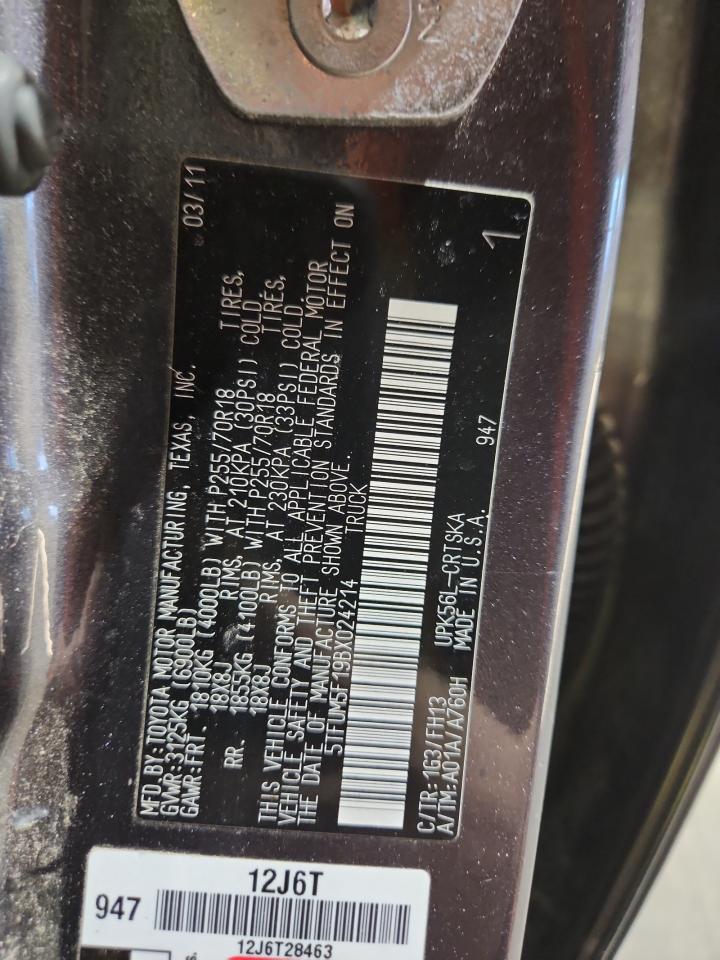 MFD.BY:TOYOTA MOTOR MANUFACTURING, TEXAS, INC. 03/11
GVWR:3125KG (6900LB)
GAWR:FRT. 1810KG (4000LB) WITH P255/70R18 TIRES,
18X8J RIMS, AT 210KPA (30PSI) COLD
RR. 1855KG (4100LB) WITH P255/70R18 TIRES,
18X8J RIMS, AT 230KPA (33PSI) COLD.
THIS VEHICLE CONFORMS TO ALL APPLICABLE FEDERAL MOTOR
VEHICLE SAFETY AND THEFT PREVENTION STANDARDS IN EFFECT ON
THE DATE OF MANUFACTURE SHOWN ABOVE.
5TFUW5F19BX024214 TRUCK
C/TR:1G3/FH13 UPK56L-CRTSKA 947 1
A/TM:A01A/A760H MADE IN U.S.A.
12J6T
947
12J6T28463